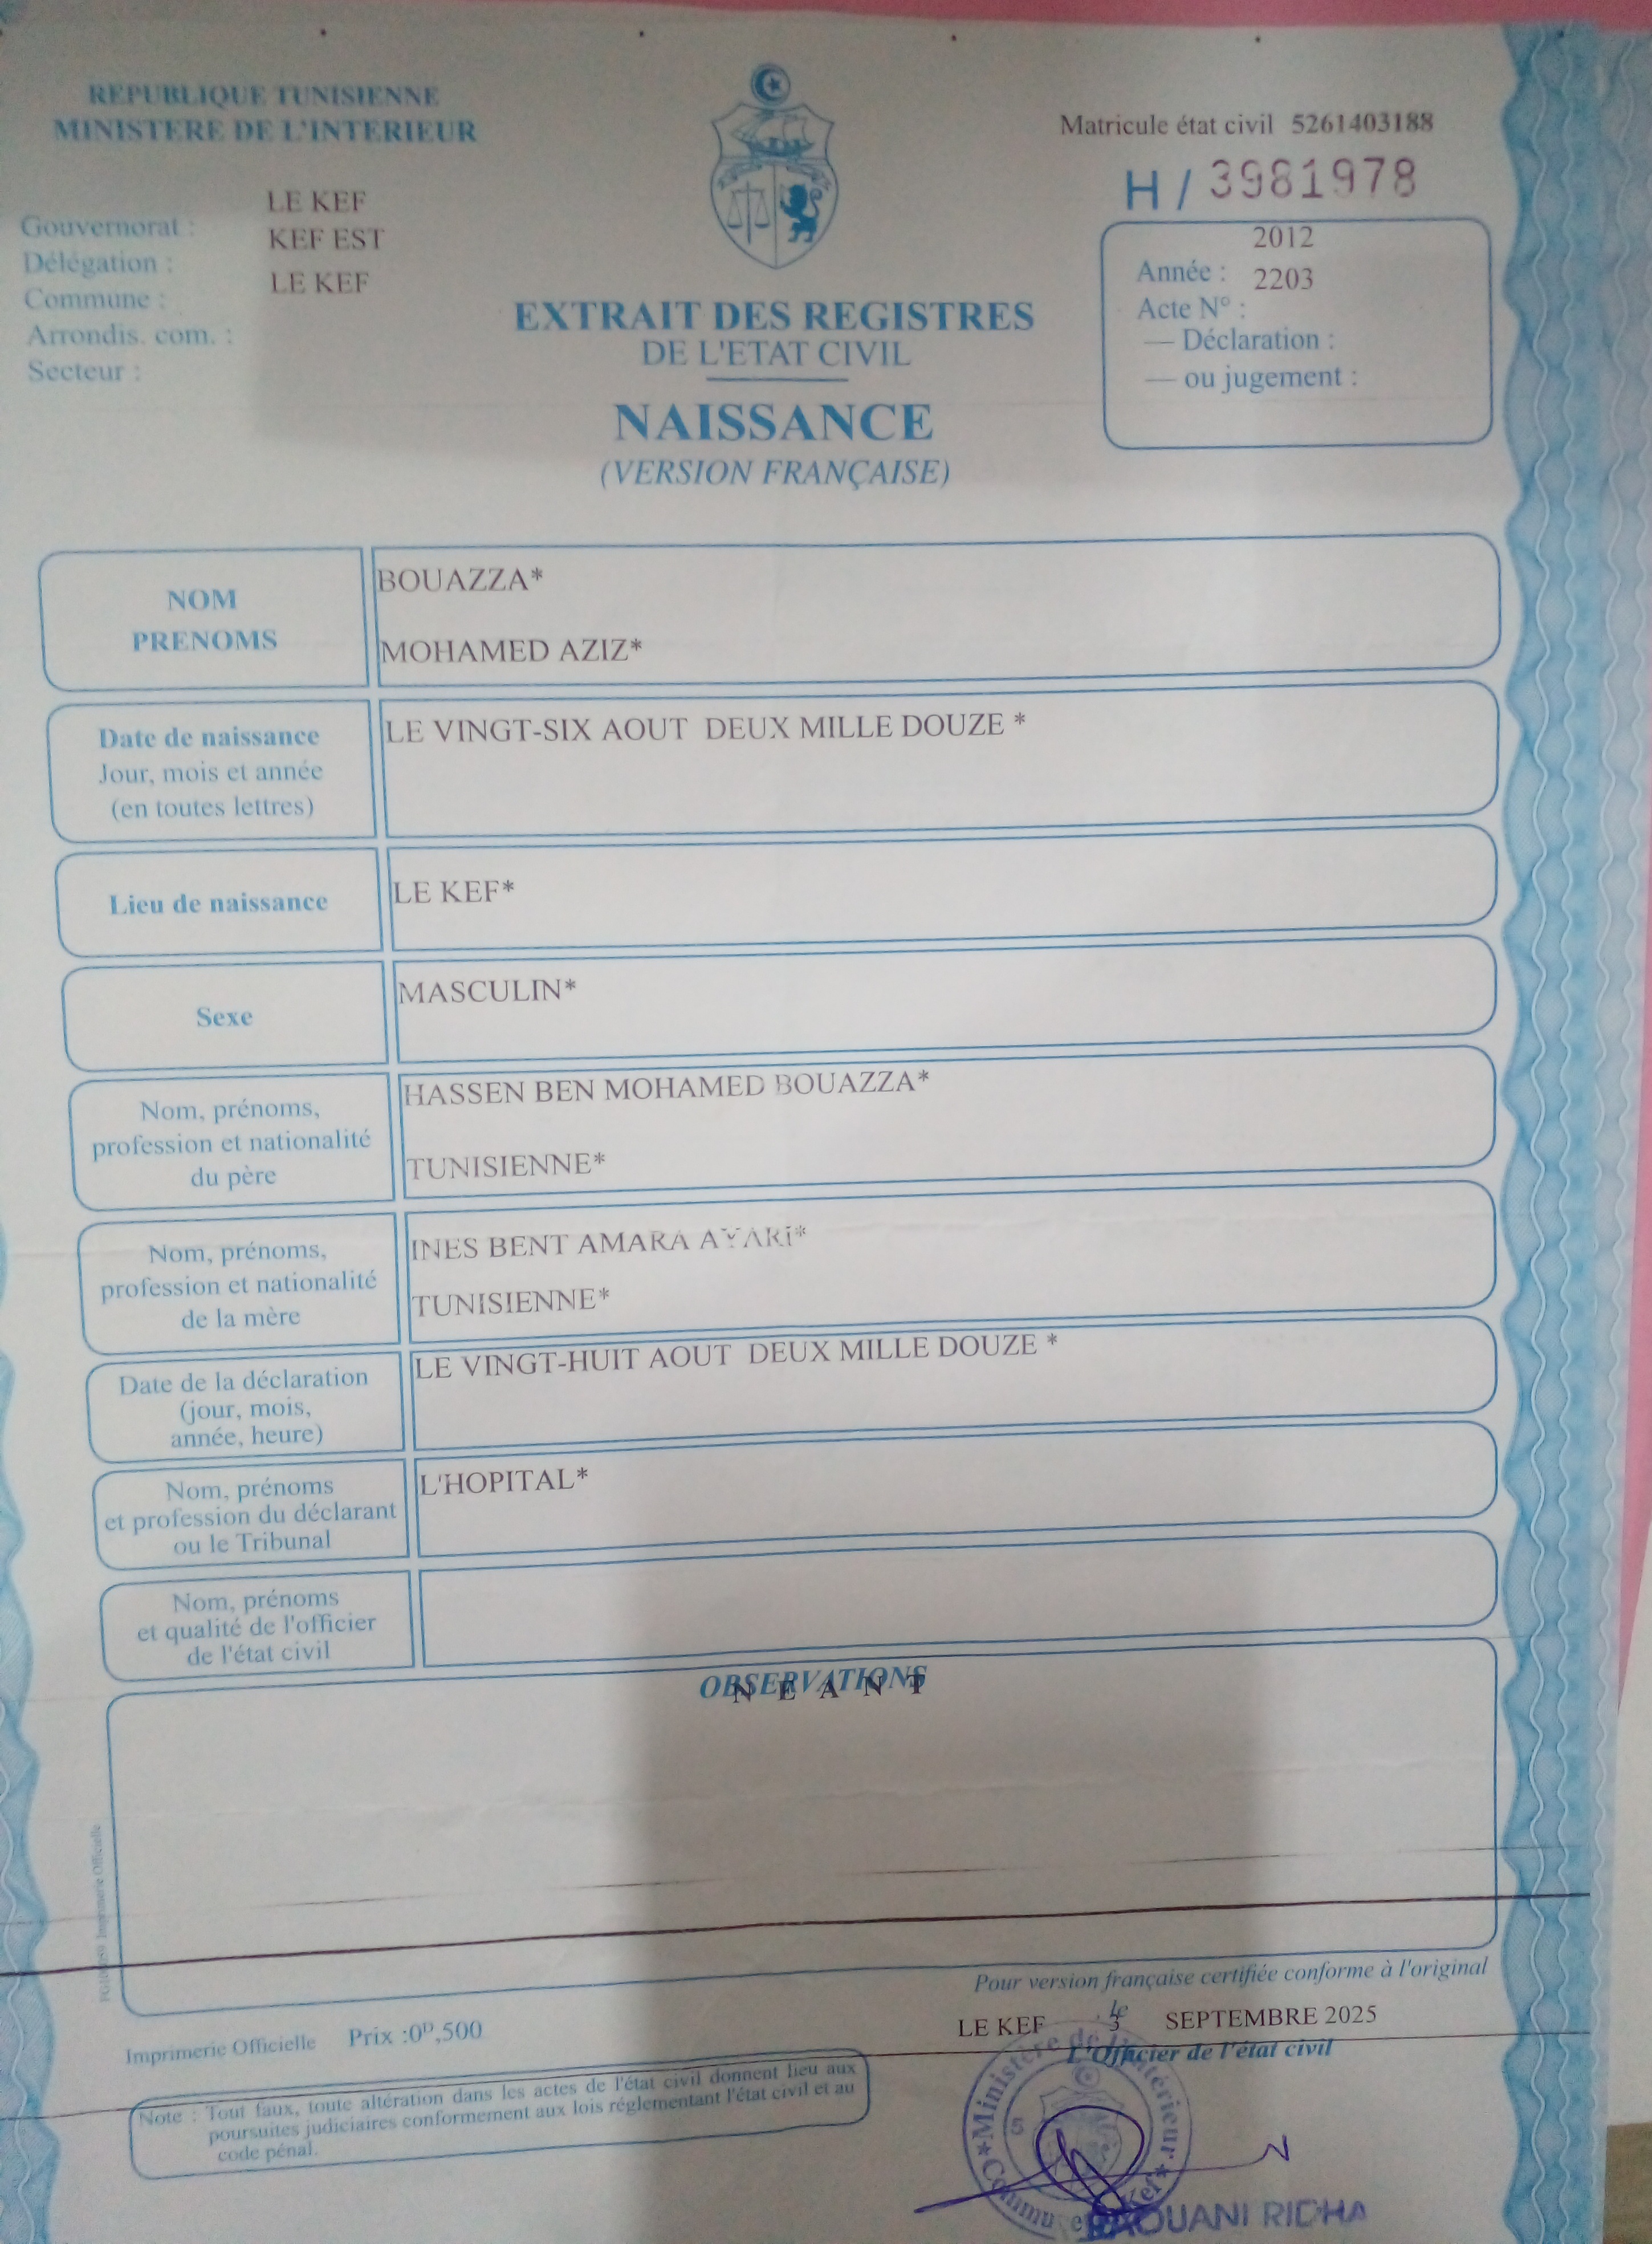 REPUBLIQUE TUNISIENNE
MINISTERE DE L'INTERIEUR
Gouvernorat : LE KEF
Délégation : KEF EST
Commune : LE KEF
Arrondis. com. :
Secteur :
Matricule état civil 5261403188
H / 3981978
2012
Année :
2203
Acte N° :
— Déclaration :
— ou jugement :
EXTRAIT DES REGISTRES
DE L'ETAT CIVIL
NAISSANCE
(VERSION FRANÇAISE)
NOM
PRENOMS
BOUAZZA*
MOHAMED AZIZ*
Date de naissance
Jour, mois et année
(en toutes lettres)
LE VINGT-SIX AOUT DEUX MILLE DOUZE *
Lieu de naissance
LE KEF*
Sexe
MASCULIN*
Nom, prénoms,
profession et nationalité
du père
HASSEN BEN MOHAMED BOUAZZA*
TUNISIENNE*
Nom, prénoms,
profession et nationalité
de la mère
INES BENT AMARA AYARI*
TUNISIENNE*
Date de la déclaration
(jour, mois,
année, heure)
LE VINGT-HUIT AOUT DEUX MILLE DOUZE *
Nom, prénoms
et profession du déclarant
ou le Tribunal
L'HOPITAL*
Nom, prénoms
et qualité de l'officier
de l'état civil
OBSERVATIONS
N E A N T
Imprimerie Officielle
Pour version française certifiée conforme à l'original
LE KEF , le 3 SEPTEMBRE 2025
L'Officier de l'état civil
Imprimerie Officielle Prix :0ᴰ,500
Note : Tout faux, toute altération dans les actes de l'état civil donnent lieu aux
poursuites judiciaires conformement aux lois réglementant l'état civil et au
code pénal.
*Ministère de l'Intérieur*
Kef
5
RIDHA